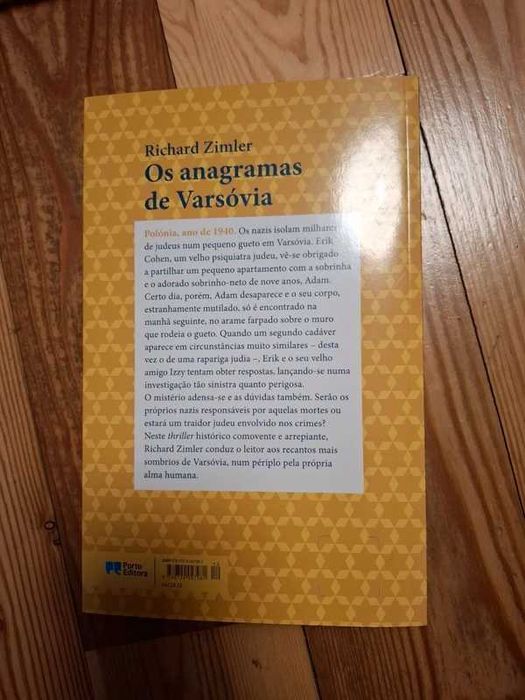 Richard Zimler
Os anagramas
de Varsóvia
Polónia, ano de 1940. Os nazis isolam milhares
de judeus num pequeno gueto em Varsóvia. Erik
Cohen, um velho psiquiatra judeu, vê-se obrigado
a partilhar um pequeno apartamento com a sobrinha
e o adorado sobrinho-neto de nove anos, Adam.
Certo dia, porém, Adam desaparece e o seu corpo,
estranhamente mutilado, só é encontrado na
manhã seguinte, no arame farpado sobre o muro
que rodeia o gueto. Quando um segundo cadáver
aparece em circunstâncias muito similares – desta
vez o de uma rapariga judia –, Erik e o seu velho
amigo Izzy tentam obter respostas, lançando-se numa
investigação tão sinistra quanto perigosa.
O mistério adensa-se e as dúvidas também. Serão os
próprios nazis responsáveis por aquelas mortes ou
estará um traidor judeu envolvido nos crimes?
Neste thriller histórico comovente e arrepiante,
Richard Zimler conduz o leitor aos recantos mais
sombrios de Varsóvia, num périplo pela própria
alma humana.
Porto
Editora